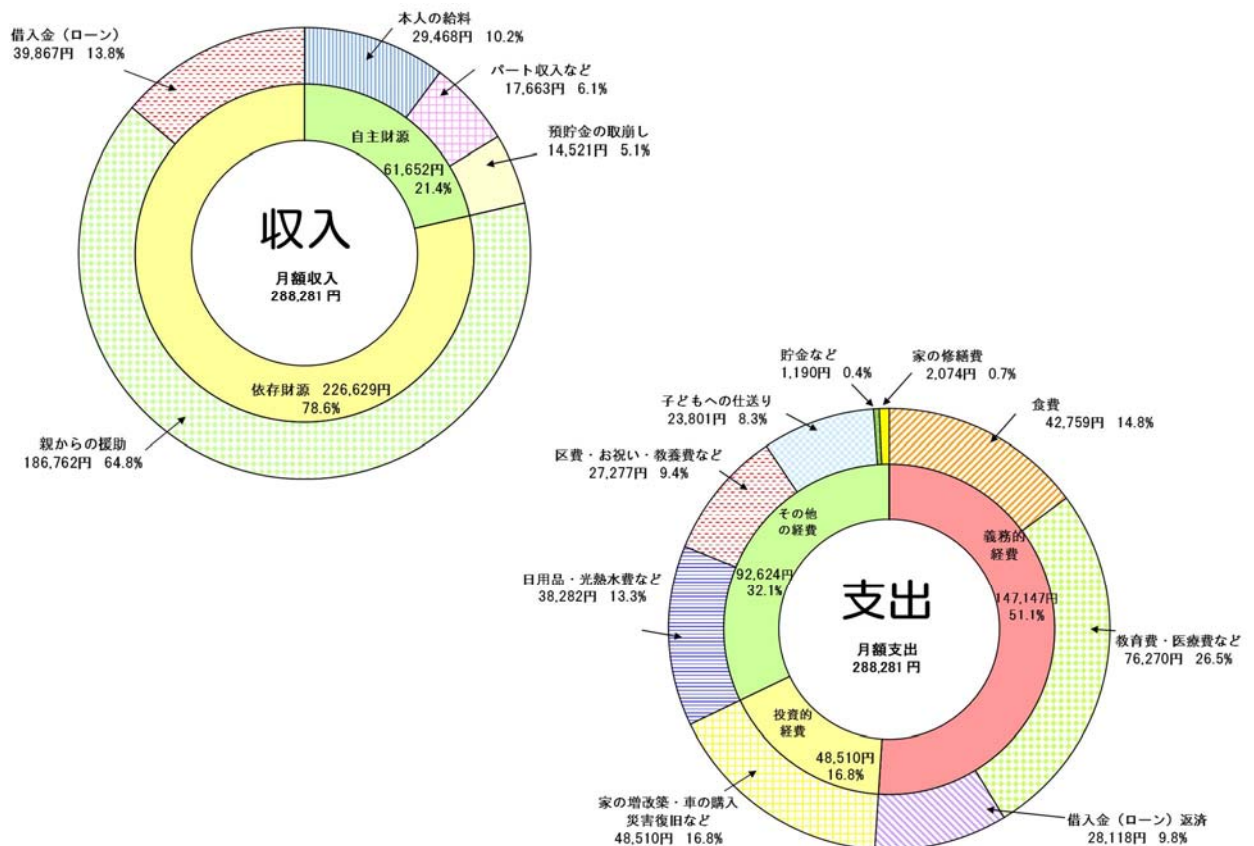 本人の給料
29,468円 10.2%
借入金（ローン）
39,867円 13.8%
パート収入など
17,663円 6.1%
預貯金の取崩し
14,521円 5.1%
自主財源
61,652円
21.4%
収入
月額収入
288,281 円
依存財源 226,629円
78.6%
親からの援助
186,762円 64.8%
貯金など
1,190円 0.4%
家の修繕費
2,074円 0.7%
子どもへの仕送り
23,801円 8.3%
食費
42,759円 14.8%
区費・お祝い・教養費など
27,277円 9.4%
その他
の経費
92,624円
32.1%
義務的
経費
147,147円
51.1%
日用品・光熱水費など
38,282円 13.3%
支出
月額支出
288,281 円
教育費・医療費など
76,270円 26.5%
投資的
経費
48,510円
16.8%
家の増改築・車の購入
災害復旧など
48,510円 16.8%
借入金（ローン）返済
28,118円 9.8%